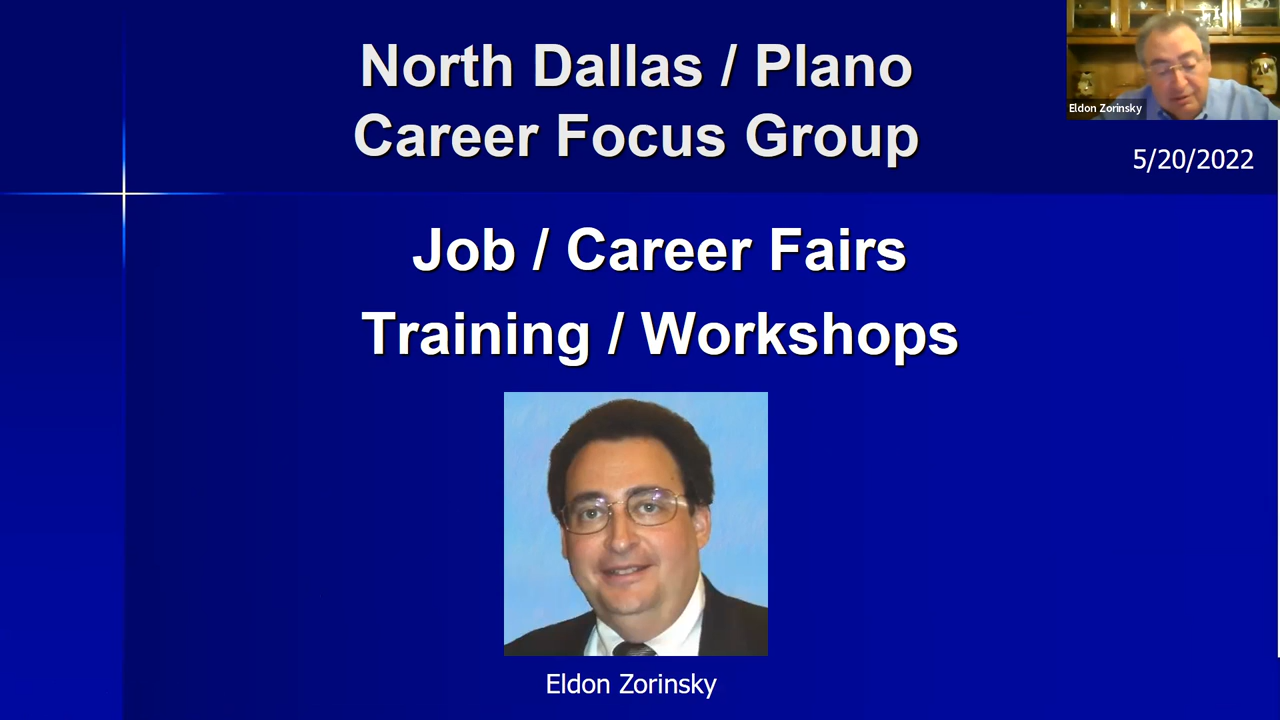 North Dallas / Plano
Career Focus Group
Eldon Zorinsky
5/20/2022
Job / Career Fairs
Training / Workshops
Eldon Zorinsky